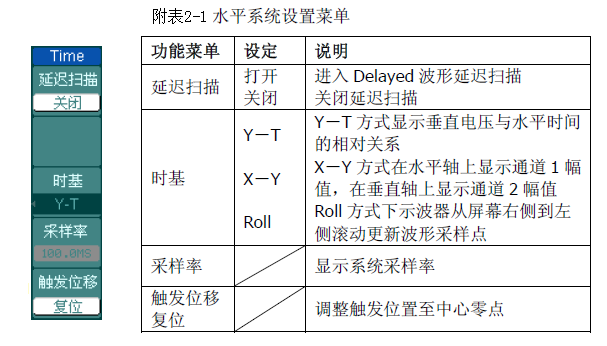 附表2-1 水平系统设置菜单
Time
延迟扫描
关闭
时基
Y-T
采样率
100.0MS
触发位移
复位
功能菜单 设定 说明
延迟扫描 打开 进入 Delayed 波形延迟扫描
关闭 关闭延迟扫描
时基
Y－T Y－T 方式显示垂直电压与水平时间
的相对关系
X－Y X－Y 方式在水平轴上显示通道 1 幅
值，在垂直轴上显示通道 2 幅值
Roll Roll 方式下示波器从屏幕右侧到左
侧滚动更新波形采样点
采样率 显示系统采样率
触发位移
复位 调整触发位置至中心零点